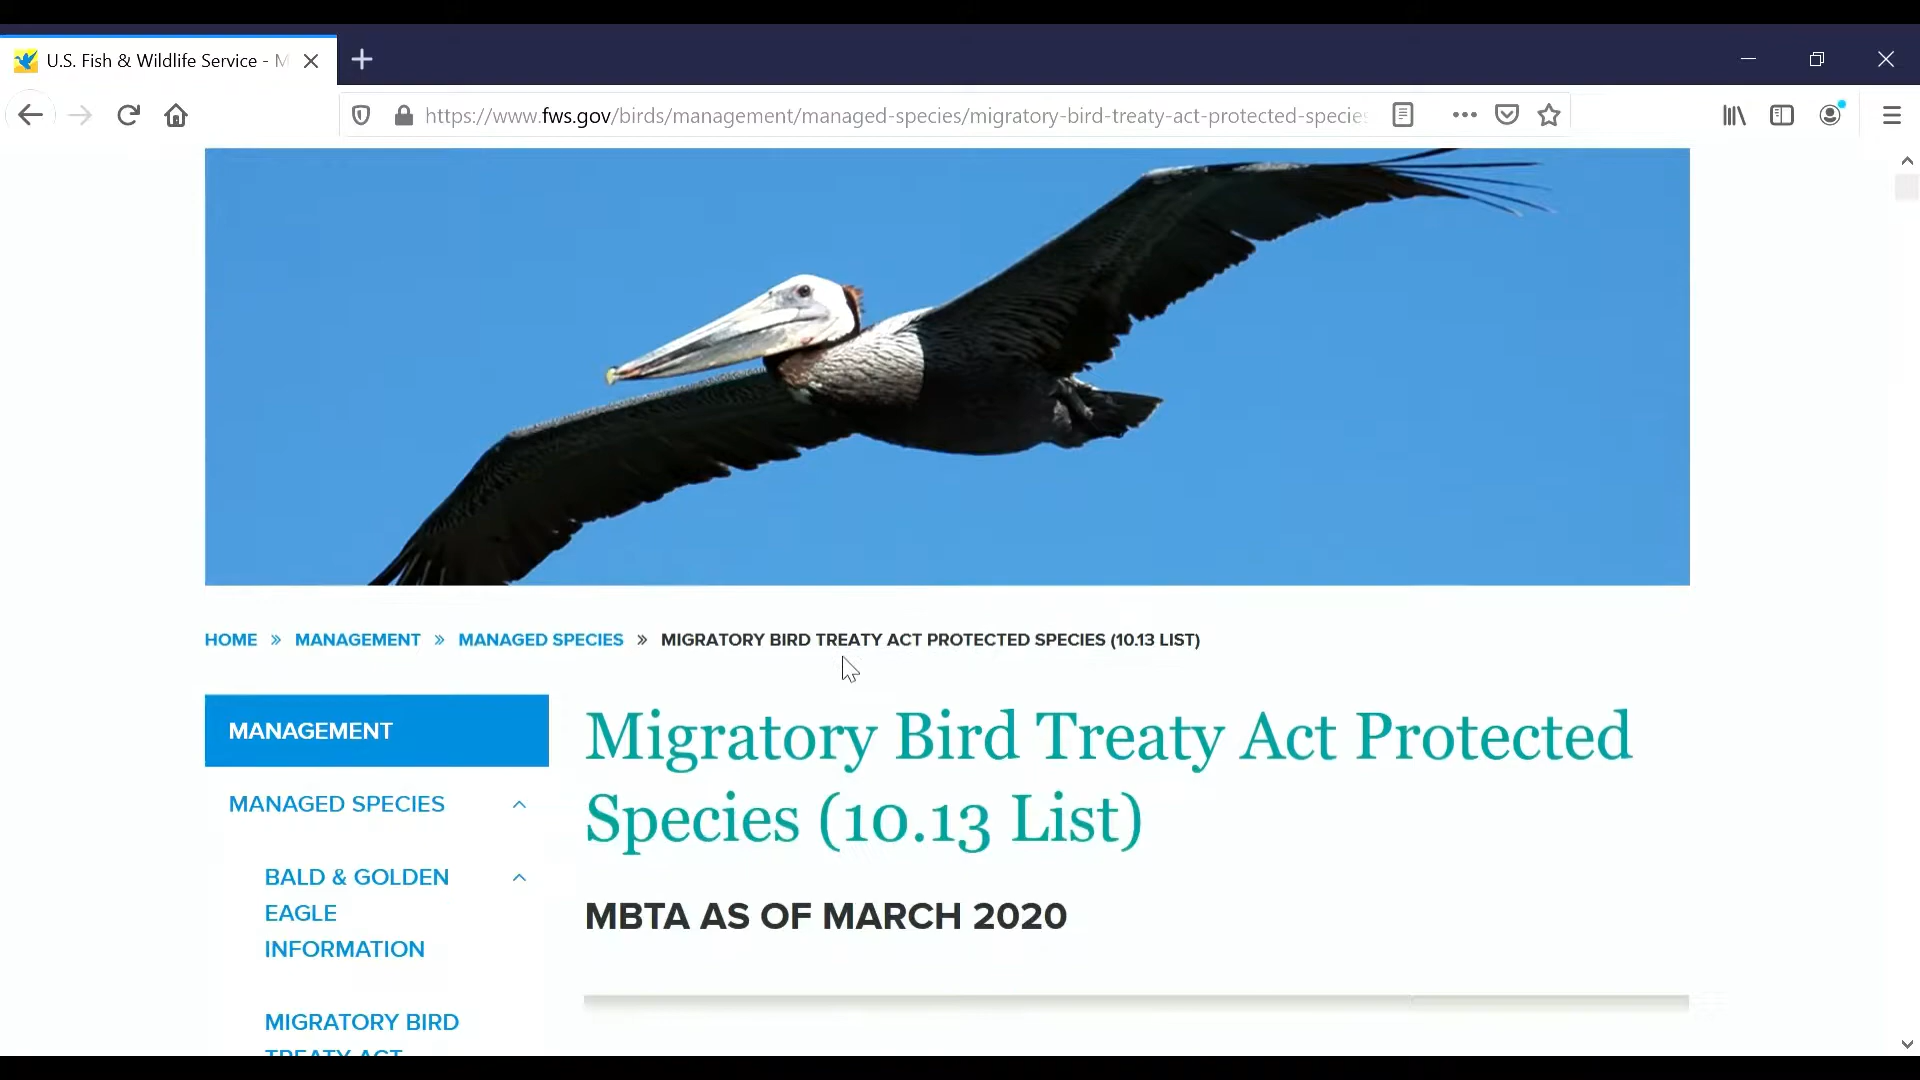 U.S. Fish & Wildlife Service - M
https://www.fws.gov/birds/management/managed-species/migratory-bird-treaty-act-protected-species
HOME » MANAGEMENT » MANAGED SPECIES » MIGRATORY BIRD TREATY ACT PROTECTED SPECIES (10.13 LIST)
MANAGEMENT
MANAGED SPECIES
BALD & GOLDEN
EAGLE
INFORMATION
MIGRATORY BIRD
TREATY ACT
Migratory Bird Treaty Act Protected
Species (10.13 List)
MBTA AS OF MARCH 2020